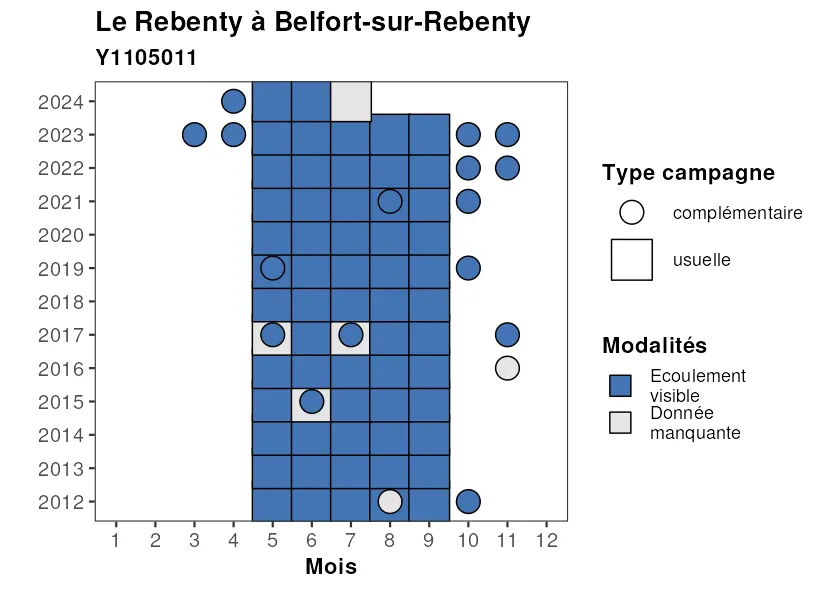 Le Rebenty à Belfort-sur-Rebenty
Y1105011
2024
2023
2022
2021
2020
2019
2018
2017
2016
2015
2014
2013
2012
1 2 3 4 5 6 7 8 9 10 11 12
Mois
Type campagne
complémentaire
usuelle
Modalités
Ecoulement
visible
Donnée
manquante